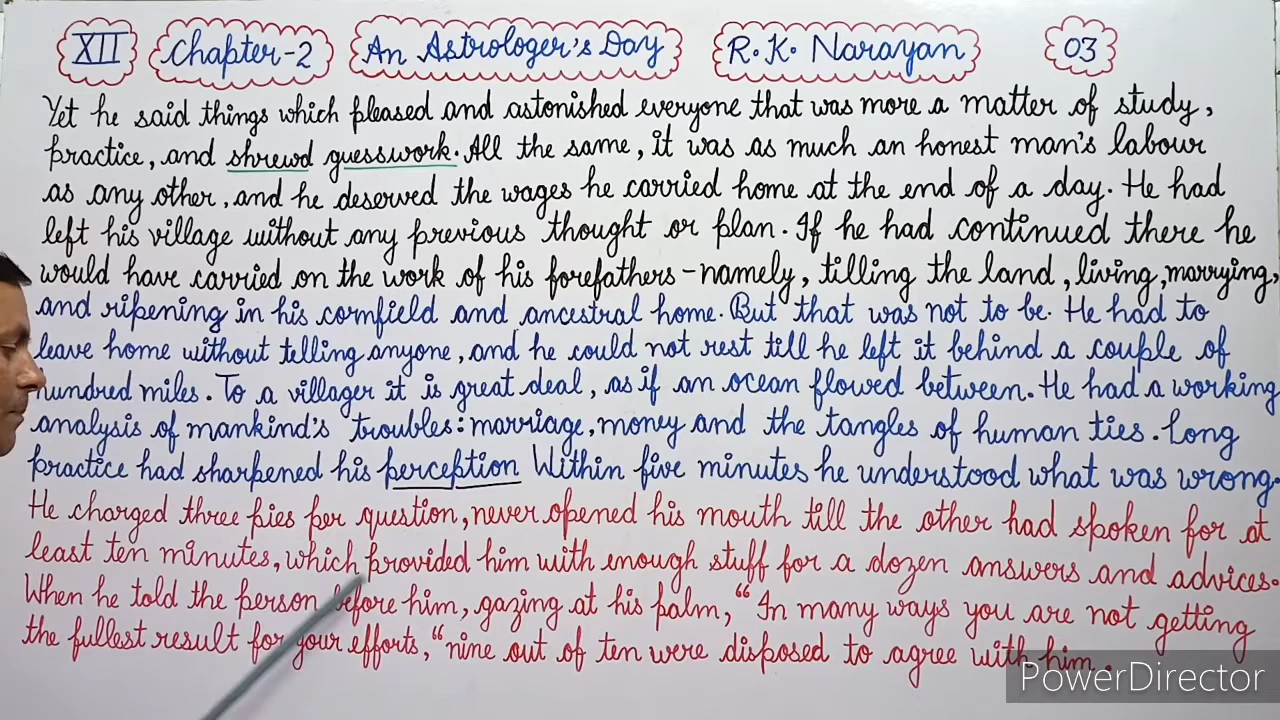 XII Chapter-2 An Astrologer's Day R.K. Narayan 03
Yet he said things which pleased and astonished everyone that was more a matter of study,
practice, and shrewd guesswork. All the same, it was as much an honest man's labour
as any other, and he deserved the wages he carried home at the end of a day. He had
left his village without any previous thought or plan. If he had continued there he
would have carried on the work of his forefathers - namely, tilling the land, living, marrying,
and ripening in his cornfield and ancestral home. But that was not to be. He had to
leave home without telling anyone, and he could not rest till he left it behind a couple of
hundred miles. To a villager it is great deal, as if an ocean flowed between. He had a working
analysis of mankind's troubles: marriage, money and the tangles of human ties. Long
practice had sharpened his perception Within five minutes he understood what was wrong.
He charged three pies per question, never opened his mouth till the other had spoken for at
least ten minutes, which provided him with enough stuff for a dozen answers and advices.
When he told the person before him, gazing at his palm, "In many ways you are not getting
the fullest result for your efforts, "nine out of ten were disposed to agree with him.
PowerDirector